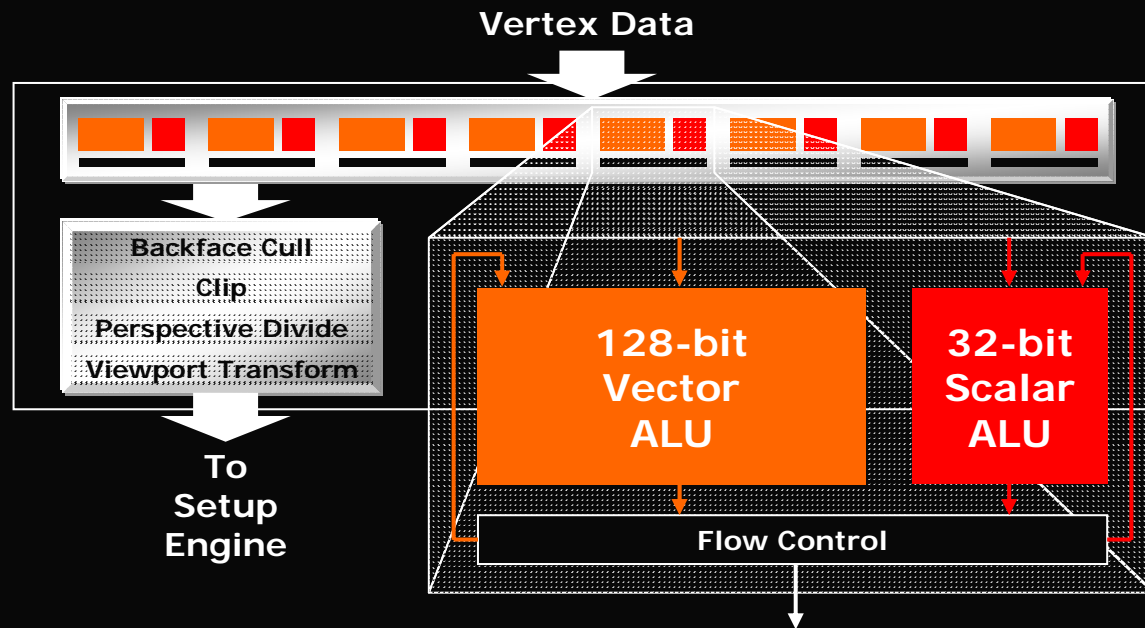 Vertex Data
Backface Cull
Clip
Perspective Divide
Viewport Transform
To
Setup
Engine
128-bit
Vector
ALU
32-bit
Scalar
ALU
Flow Control